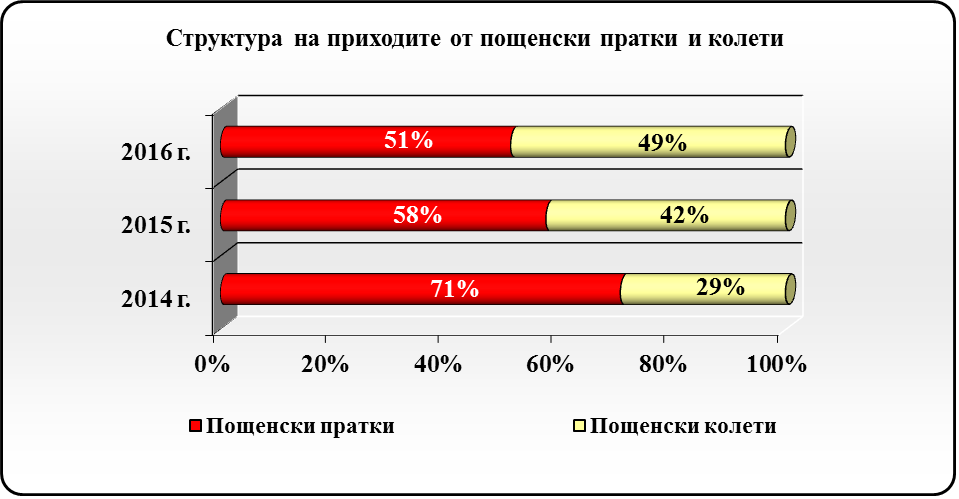 Структура на приходите от пощенски пратки и колети
2016 г.
51%
49%
2015 г.
58%
42%
2014 г.
71%
29%
0%
20%
40%
60%
80%
100%
Пощенски пратки
Пощенски колети